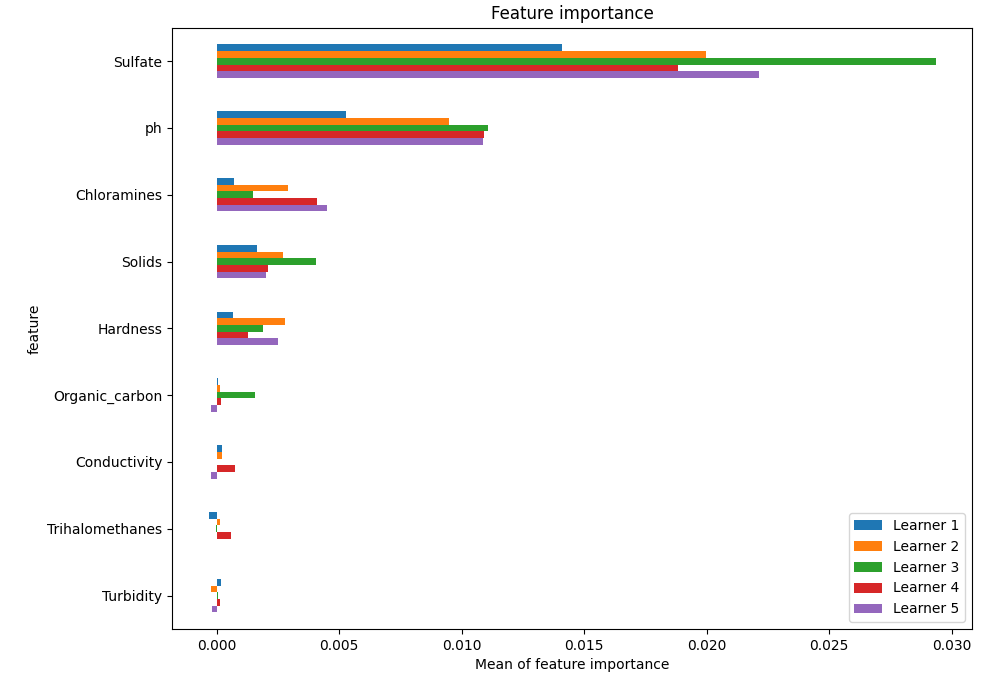 Feature importance
Sulfate
ph
Chloramines
Solids
Hardness
Organic_carbon
Conductivity
Trihalomethanes
Turbidity
feature
Learner 1
Learner 2
Learner 3
Learner 4
Learner 5
0.000 0.005 0.010 0.015 0.020 0.025 0.030
Mean of feature importance